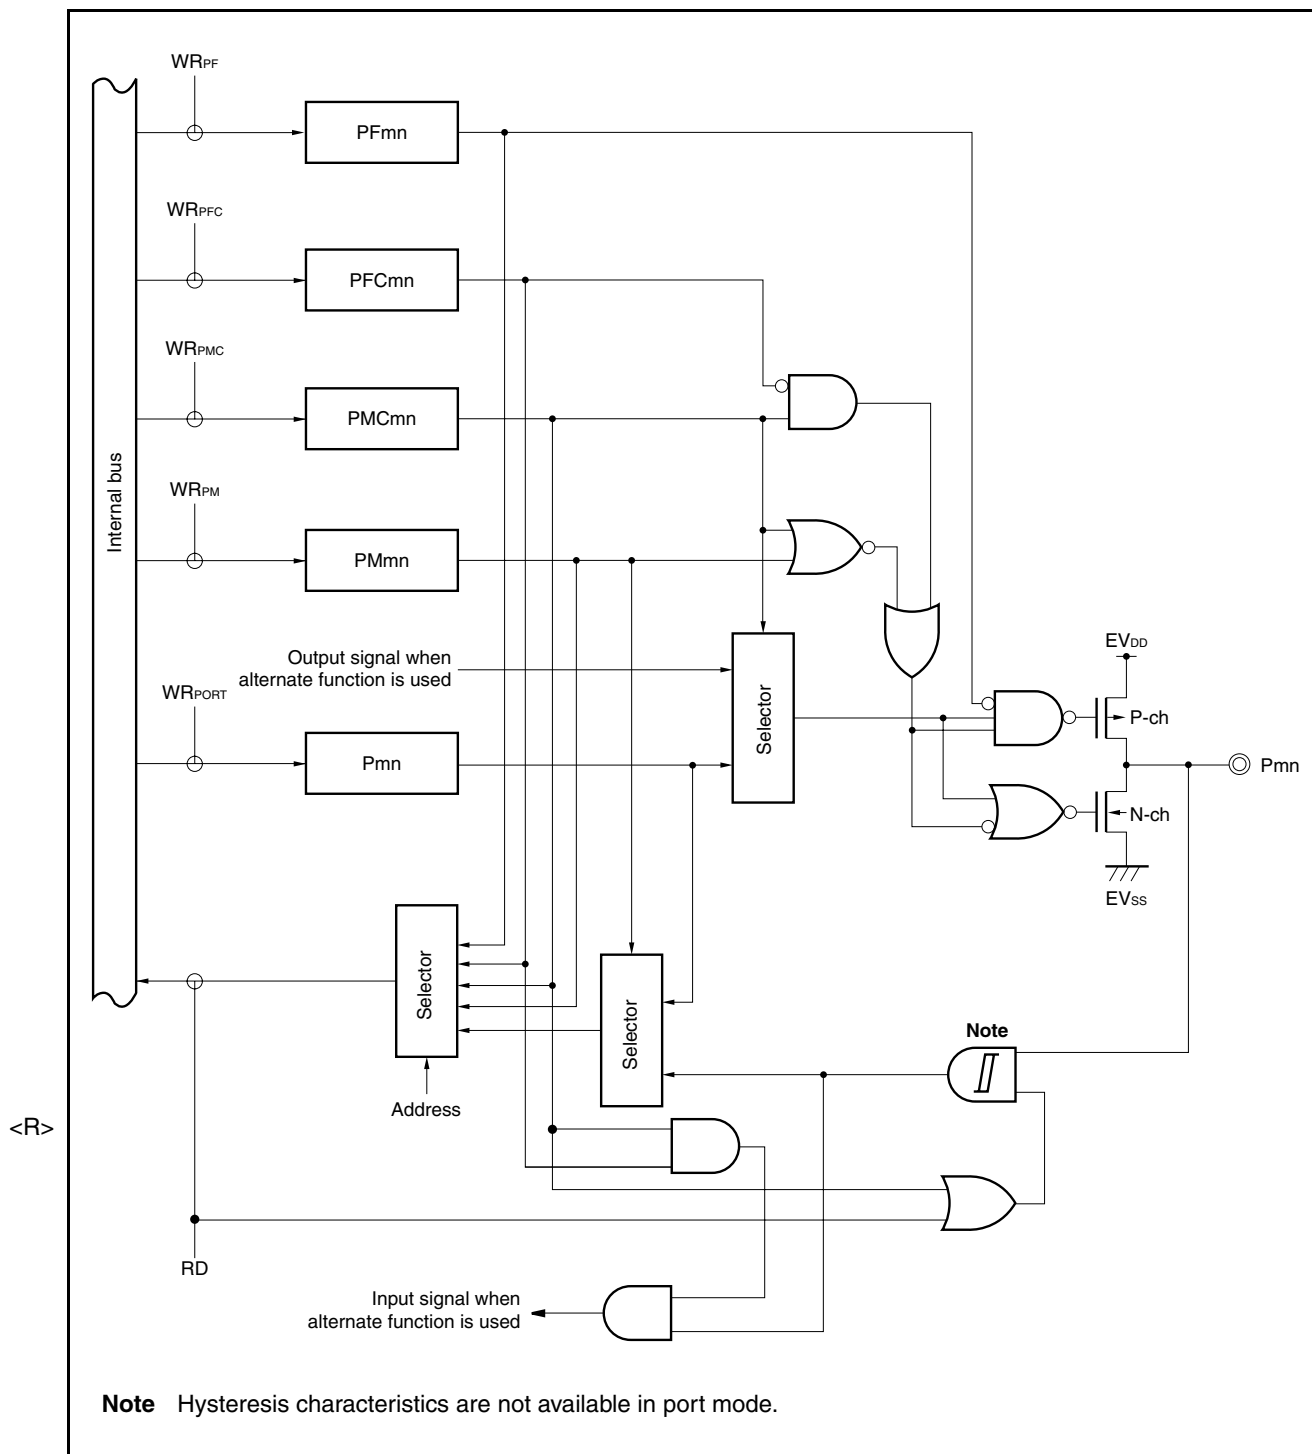 WRPF
PFmn
WRPFC
PFCmn
WRPMC
PMCmn
Internal bus
WRPM
PMmn
Output signal when
alternate function is used
EVDD
WRPORT
Selector
P-ch
Pmn
Pmn
N-ch
EVSS
Selector
Selector
Note
Address
<R>
RD
Input signal when
alternate function is used
Note Hysteresis characteristics are not available in port mode.